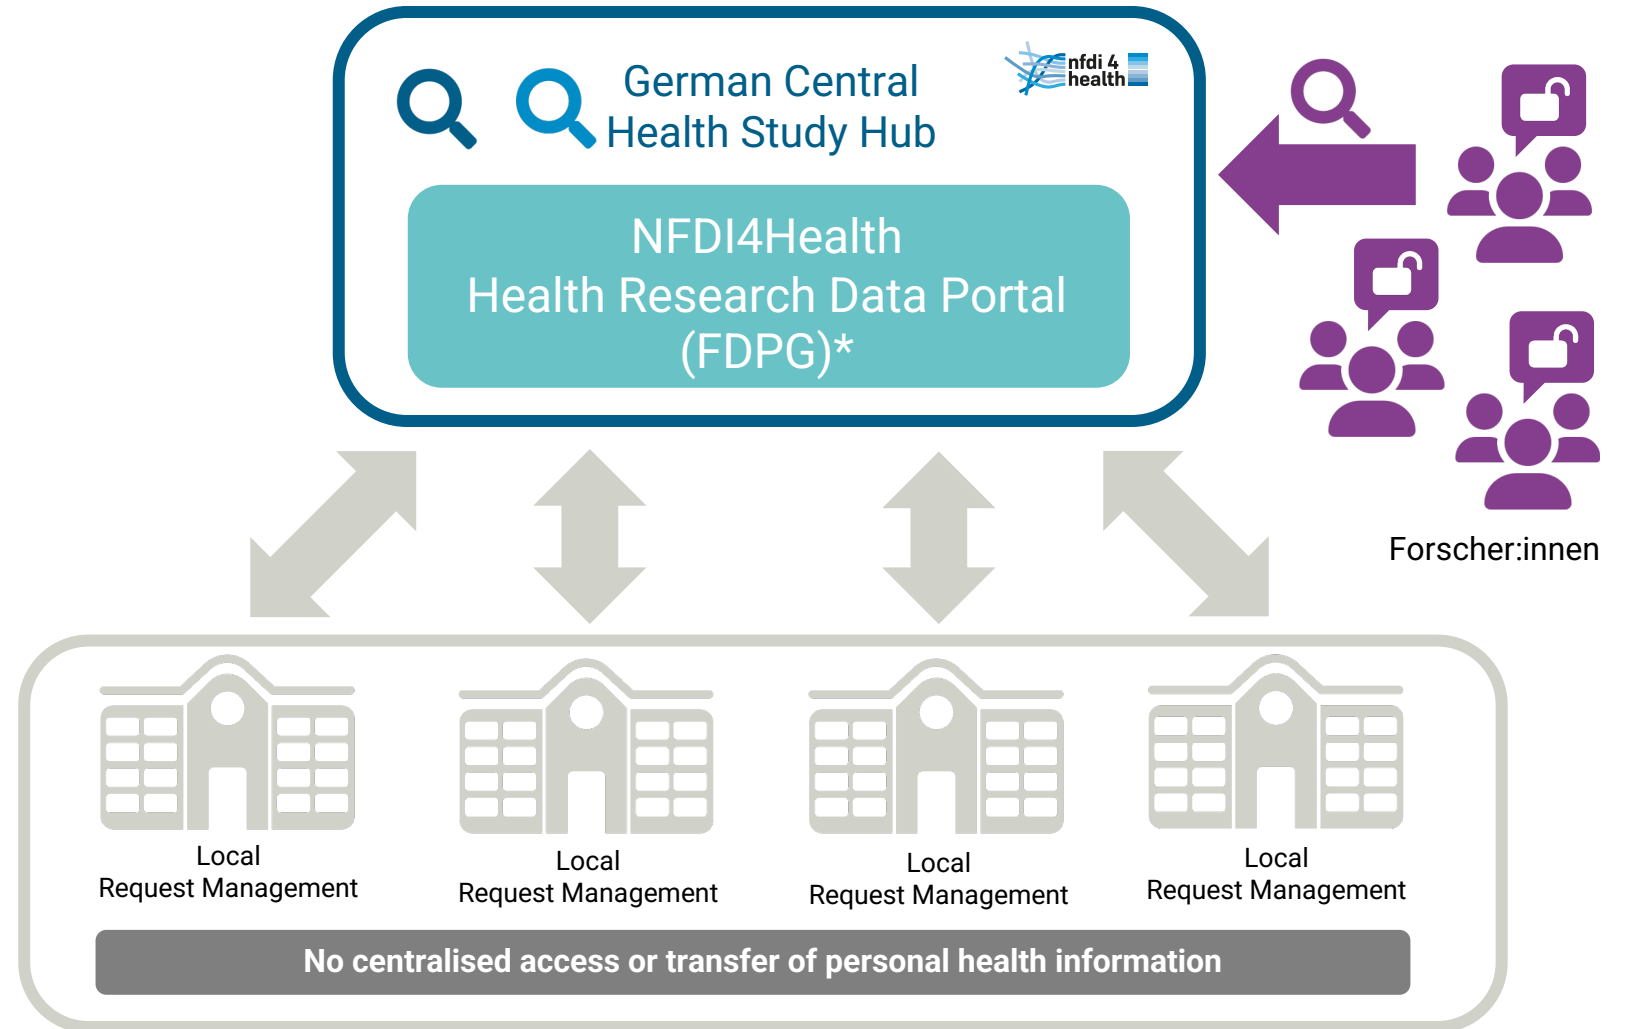 German Central
Health Study Hub
nfdi 4
health
NFDI4Health
Health Research Data Portal
(FDPG)*
Forscher:innen
Local
Request Management
Local
Request Management
Local
Request Management
Local
Request Management
No centralised access or transfer of personal health information